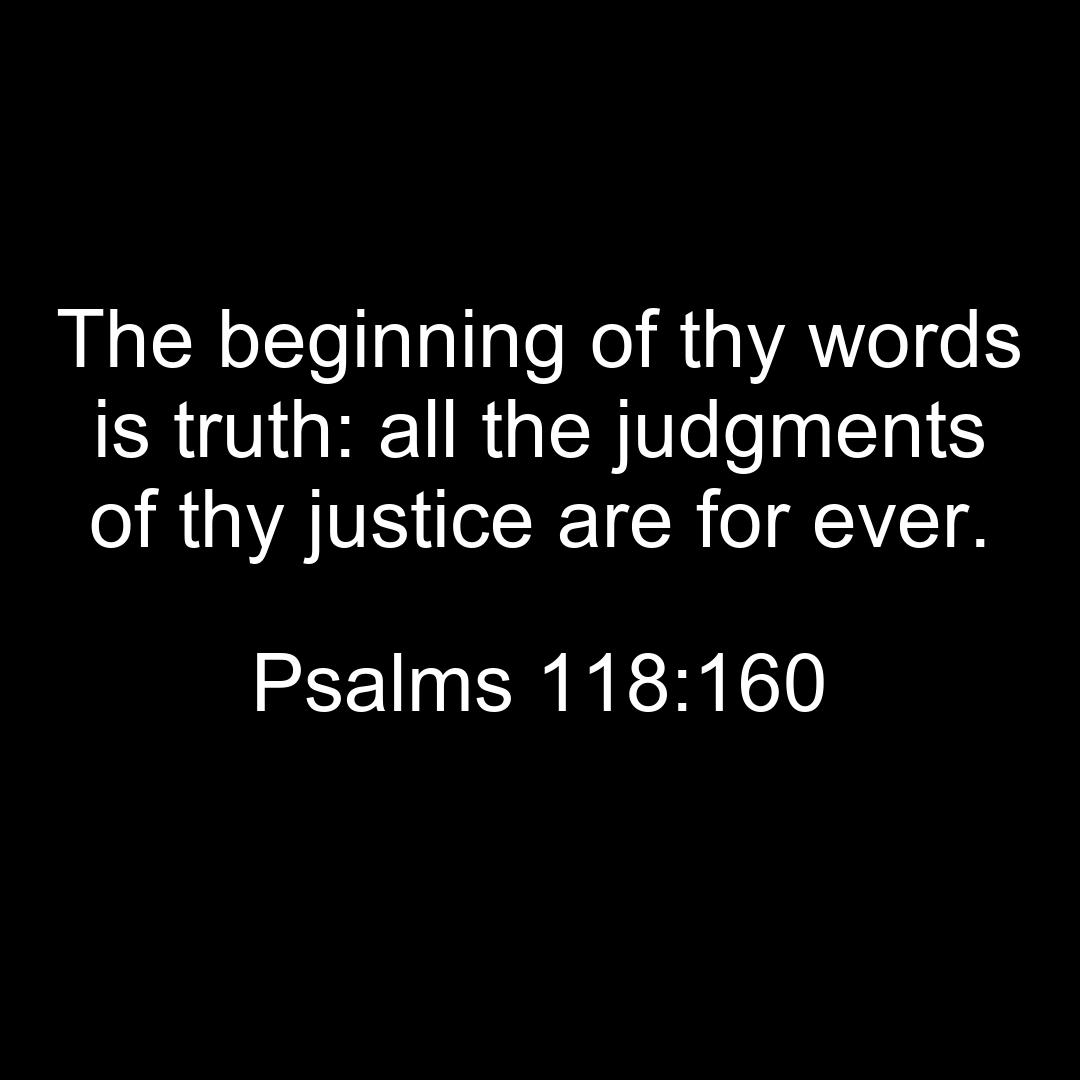 The beginning of thy words
is truth: all the judgments
of thy justice are for ever.
Psalms 118:160